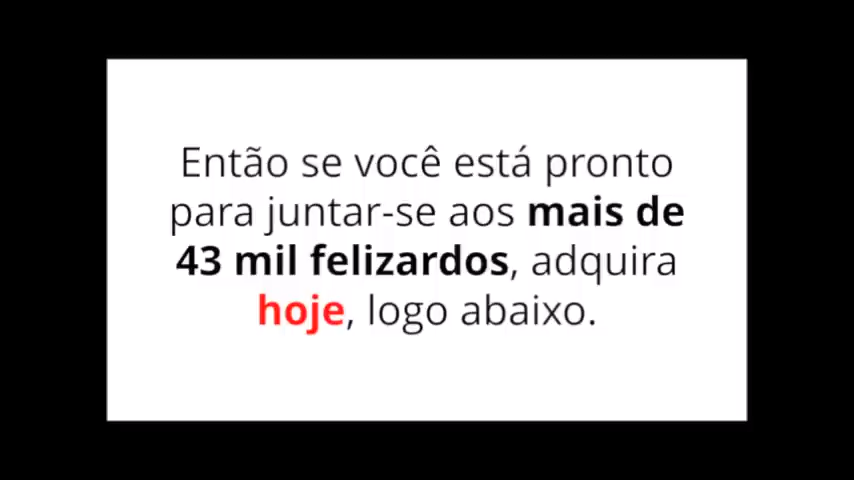 Então se você está pronto
para juntar-se aos mais de
43 mil felizardos, adquira
hoje, logo abaixo.